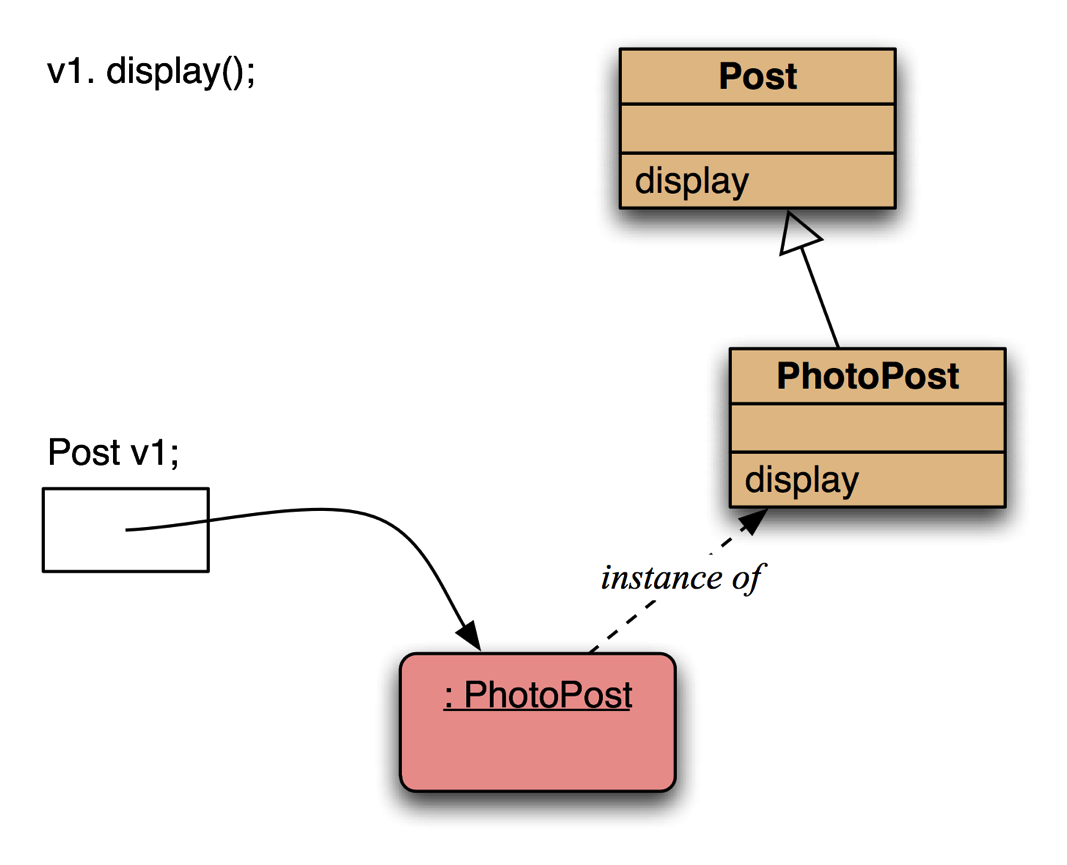 v1. display();
Post
display
PhotoPost
display
Post v1;
instance of
: PhotoPost